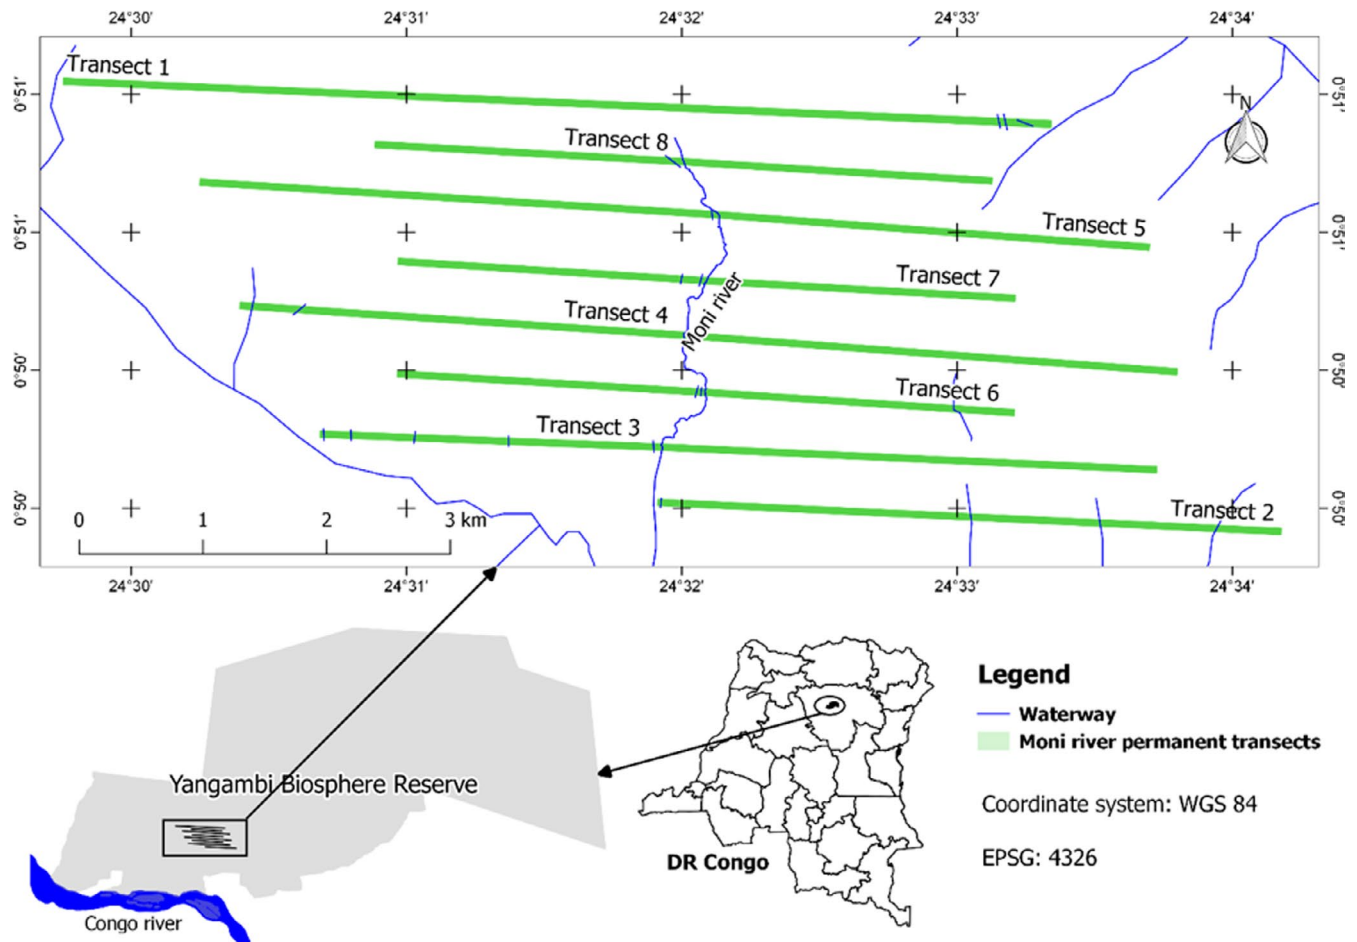 24°30' 24°31' 24°32' 24°33' 24°34'
Transect 1
0°51' 0°51'
N
Transect 8
Transect 5
0°51' 0°51'
Transect 7
Moni river
Transect 4
0°50' 0°50'
Transect 6
Transect 3
Transect 2
0°50' 0°50'
0 1 2 3 km
24°30' 24°31' 24°32' 24°33' 24°34'
Yangambi Biosphere Reserve
Congo river
DR Congo
Legend
Waterway
Moni river permanent transects
Coordinate system: WGS 84
EPSG: 4326